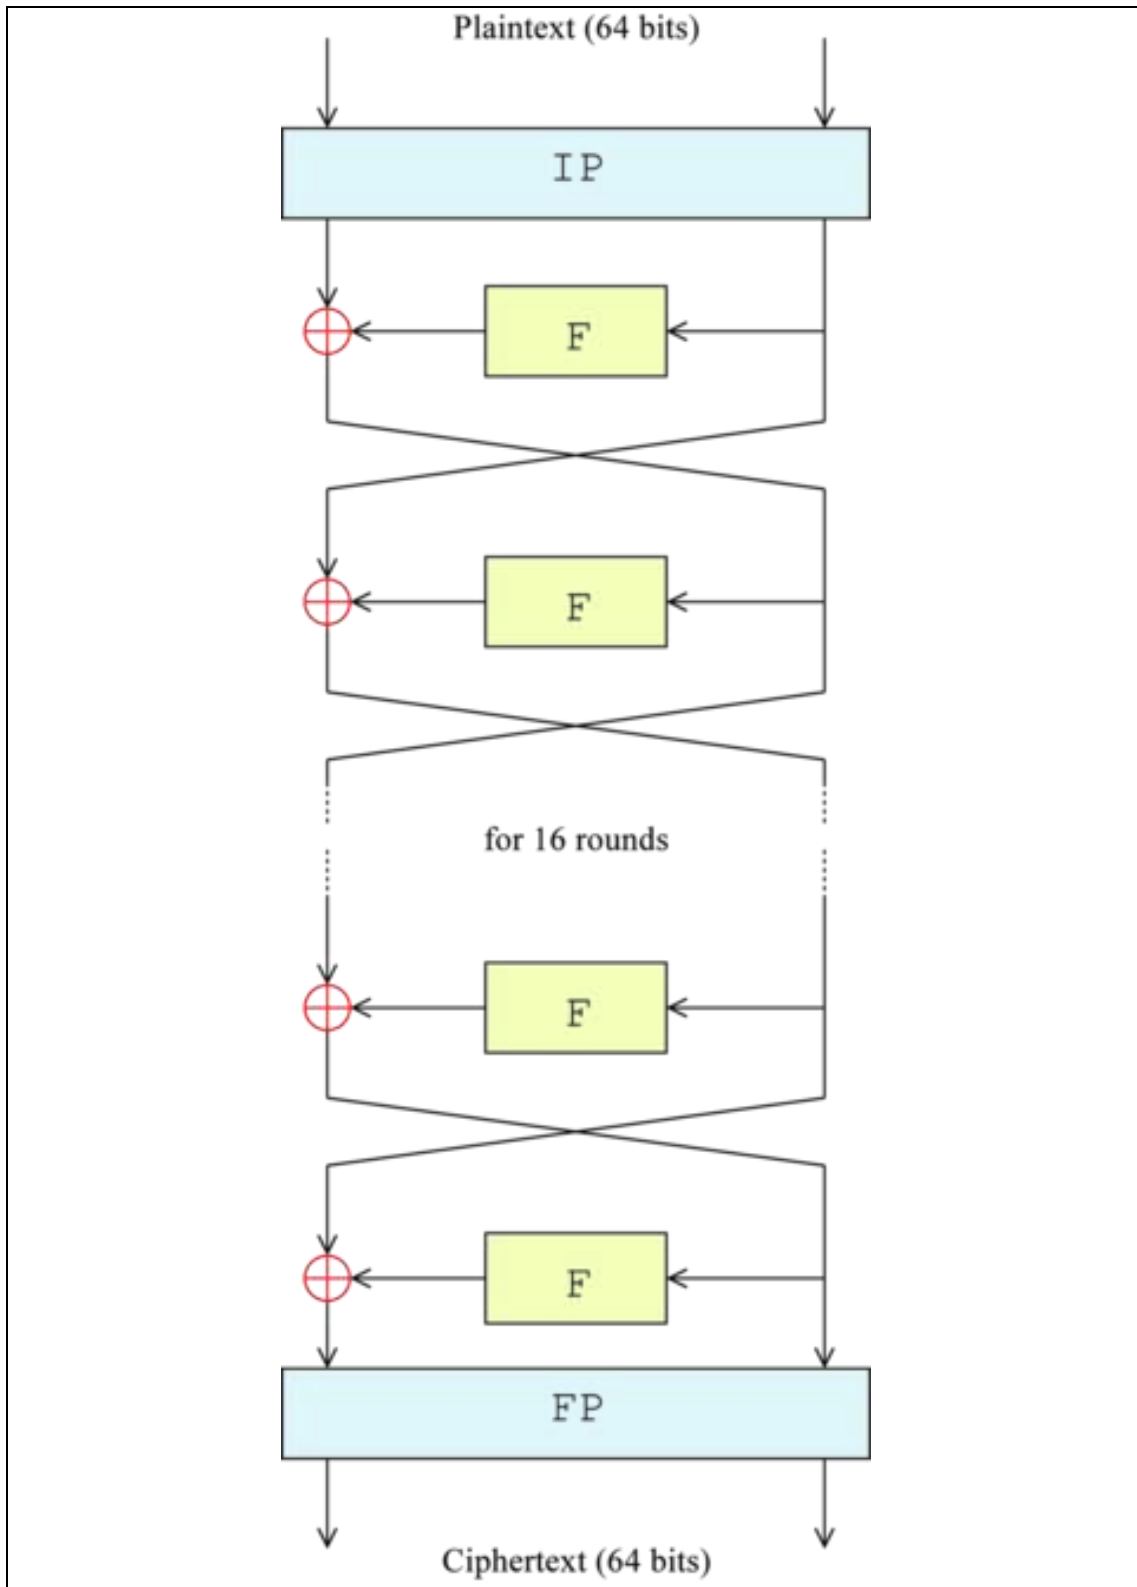 Plaintext (64 bits)
IP
F
F
for 16 rounds
F
F
FP
Ciphertext (64 bits)